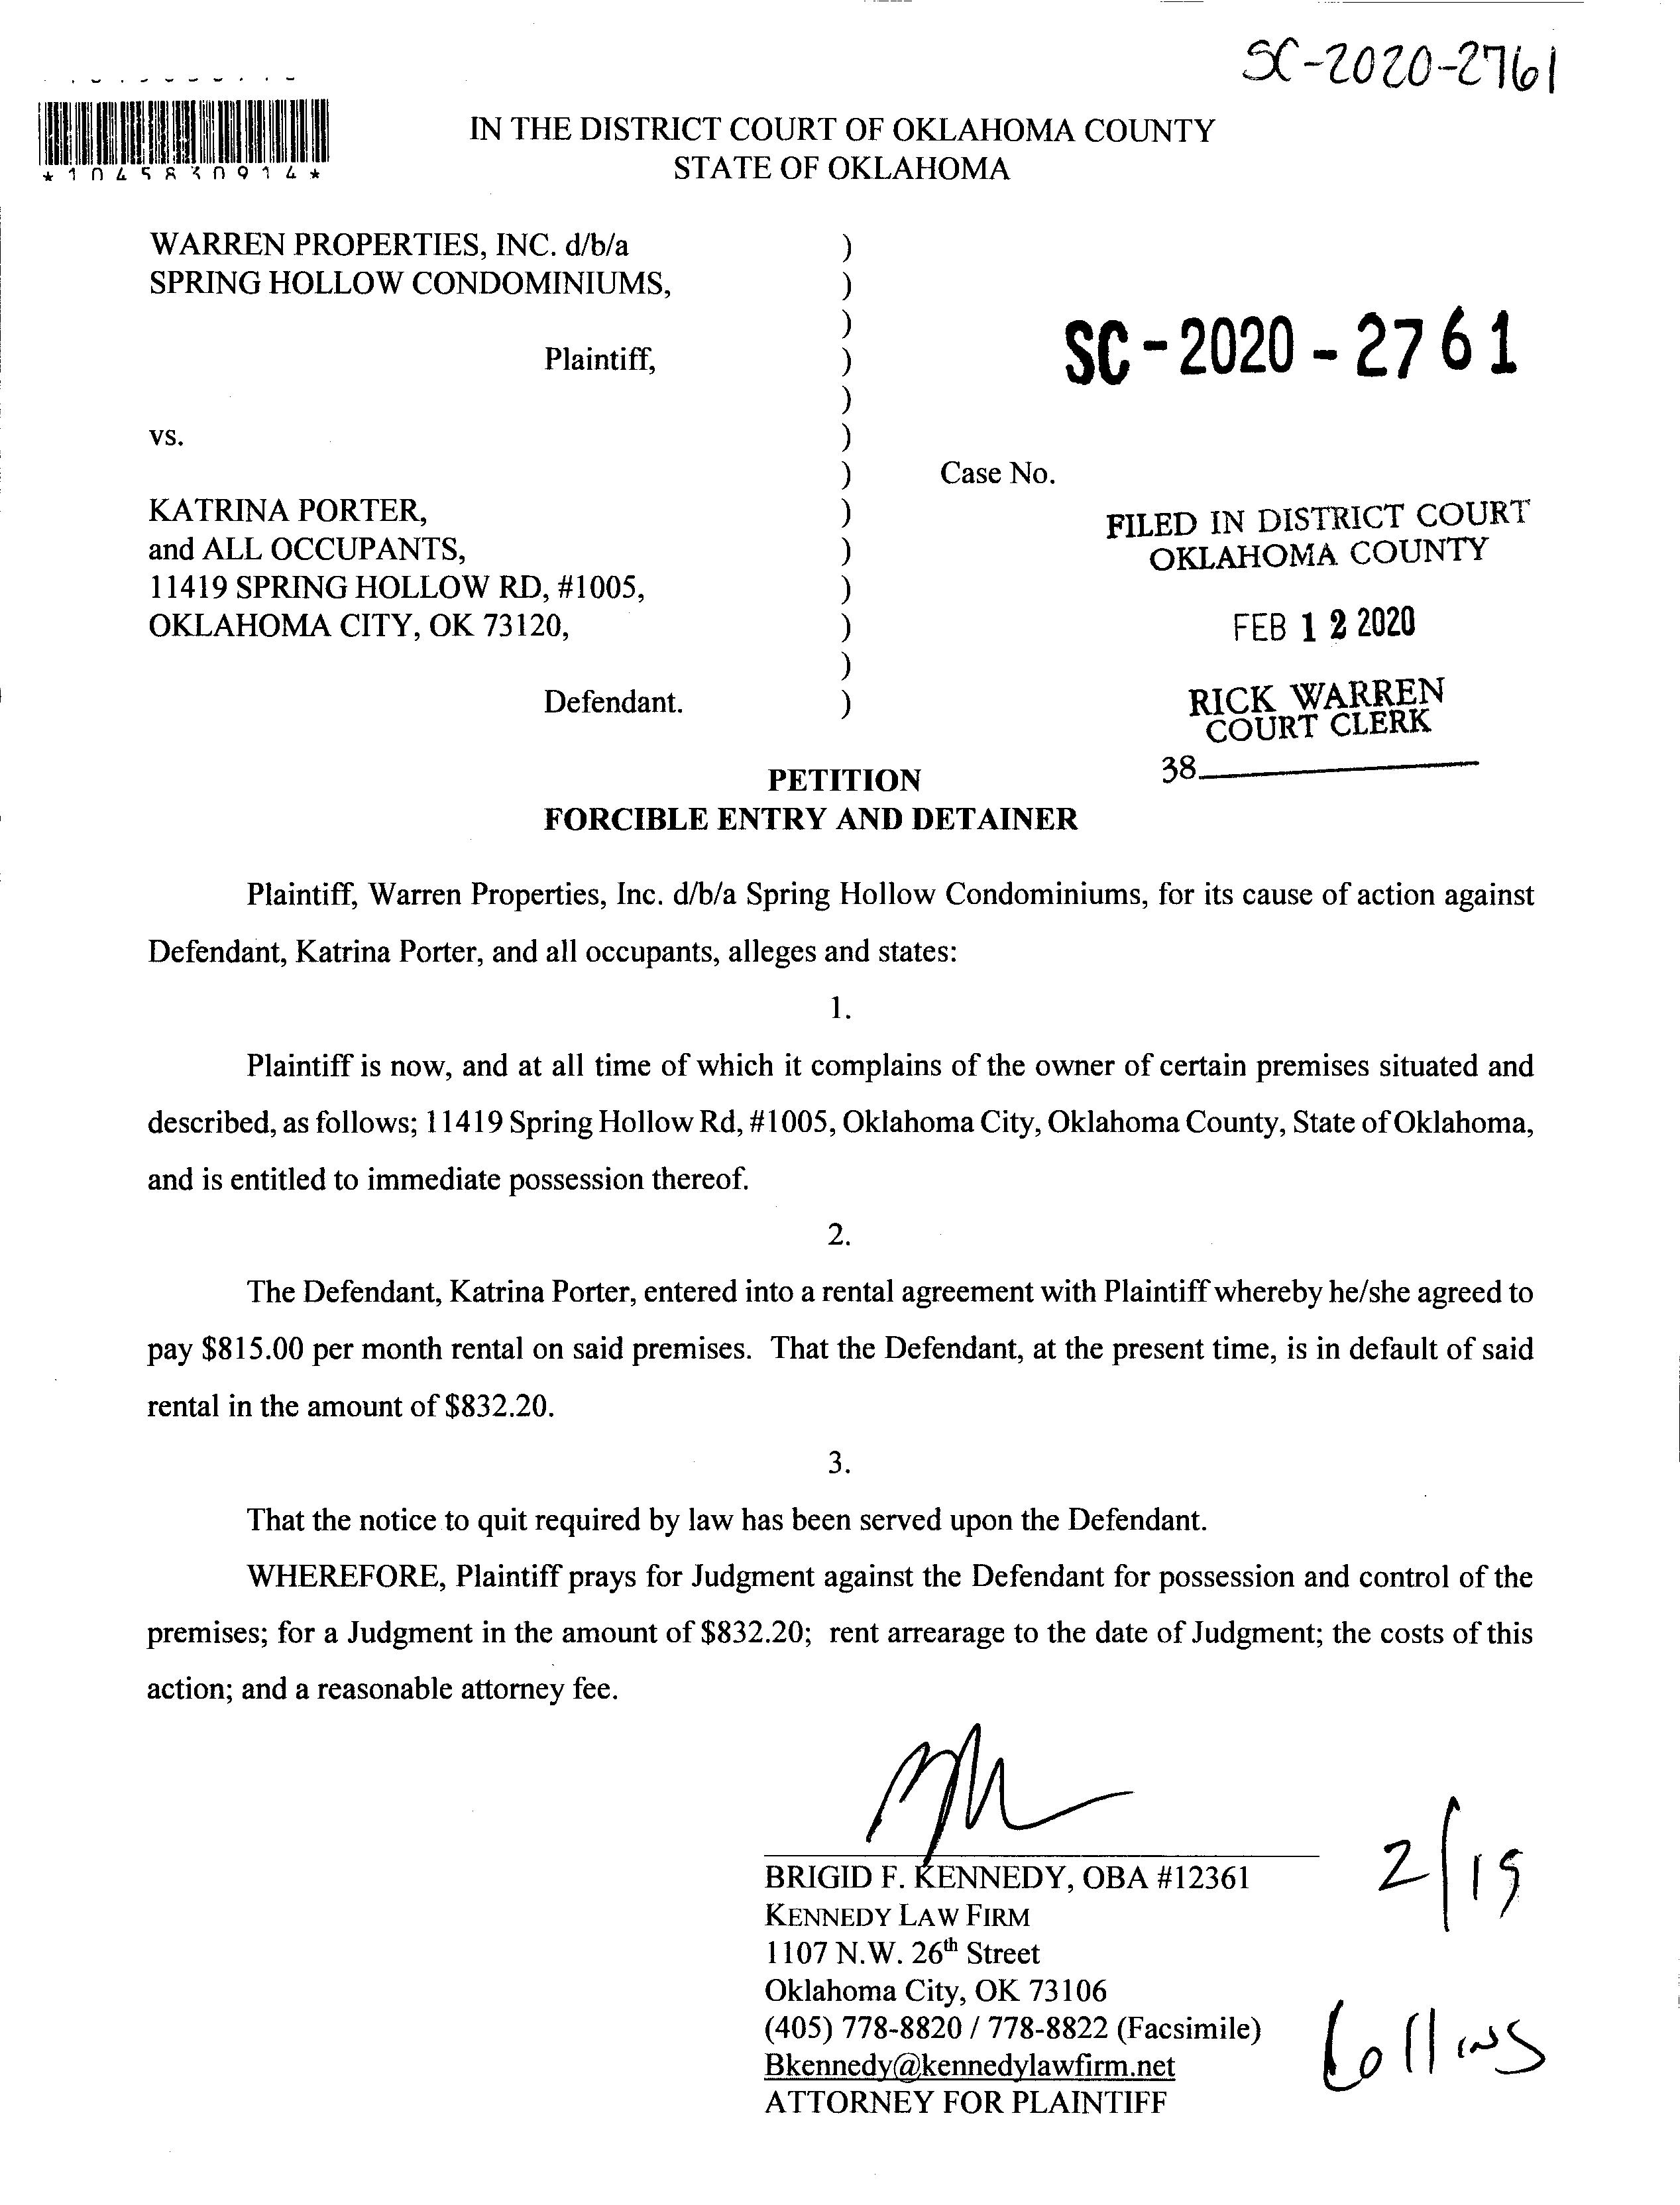 SC-2020-2761
*1045830914*
IN THE DISTRICT COURT OF OKLAHOMA COUNTY
STATE OF OKLAHOMA
WARREN PROPERTIES, INC. d/b/a )
SPRING HOLLOW CONDOMINIUMS, )
)
Plaintiff, )
)
vs. )
)
KATRINA PORTER, )
and ALL OCCUPANTS, )
11419 SPRING HOLLOW RD, #1005, )
OKLAHOMA CITY, OK 73120, )
)
Defendant. )
SC-2020-2761
Case No.
FILED IN DISTRICT COURT
OKLAHOMA COUNTY
FEB 12 2020
RICK WARREN
COURT CLERK
38
PETITION
FORCIBLE ENTRY AND DETAINER
Plaintiff, Warren Properties, Inc. d/b/a Spring Hollow Condominiums, for its cause of action against
Defendant, Katrina Porter, and all occupants, alleges and states:
1.
Plaintiff is now, and at all time of which it complains of the owner of certain premises situated and
described, as follows; 11419 Spring Hollow Rd, #1005, Oklahoma City, Oklahoma County, State of Oklahoma,
and is entitled to immediate possession thereof.
2.
The Defendant, Katrina Porter, entered into a rental agreement with Plaintiff whereby he/she agreed to
pay $815.00 per month rental on said premises. That the Defendant, at the present time, is in default of said
rental in the amount of $832.20.
3.
That the notice to quit required by law has been served upon the Defendant.
WHEREFORE, Plaintiff prays for Judgment against the Defendant for possession and control of the
premises; for a Judgment in the amount of $832.20; rent arrearage to the date of Judgment; the costs of this
action; and a reasonable attorney fee.
BRIGID F. KENNEDY, OBA #12361
KENNEDY LAW FIRM
1107 N.W. 26th Street
Oklahoma City, OK 73106
(405) 778-8820 / 778-8822 (Facsimile)
Bkennedy@kennedylawfirm.net
ATTORNEY FOR PLAINTIFF
2/19
Collins